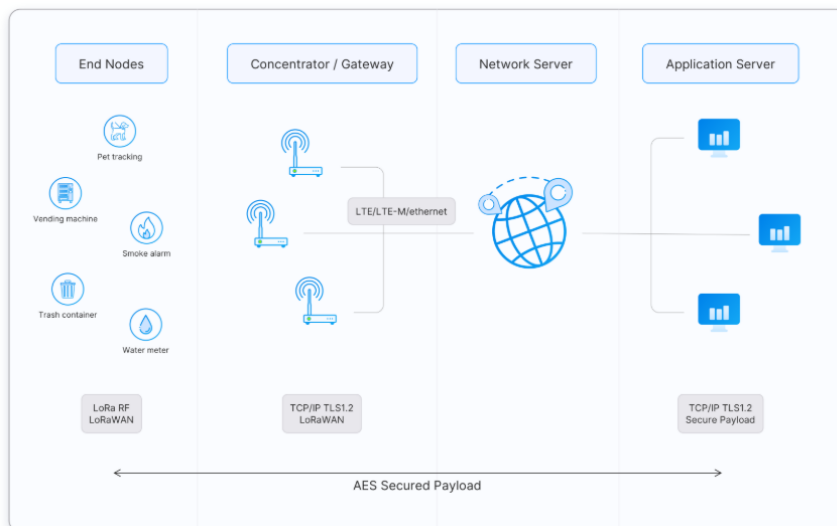 End Nodes
Concentrator / Gateway
Network Server
Application Server
Pet tracking
Vending machine
Smoke alarm
Trash container
Water meter
LTE/LTE-M/ethernet
LoRa RF
LoRaWAN
TCP/IP TLS1.2
LoRaWAN
TCP/IP TLS1.2
Secure Payload
AES Secured Payload